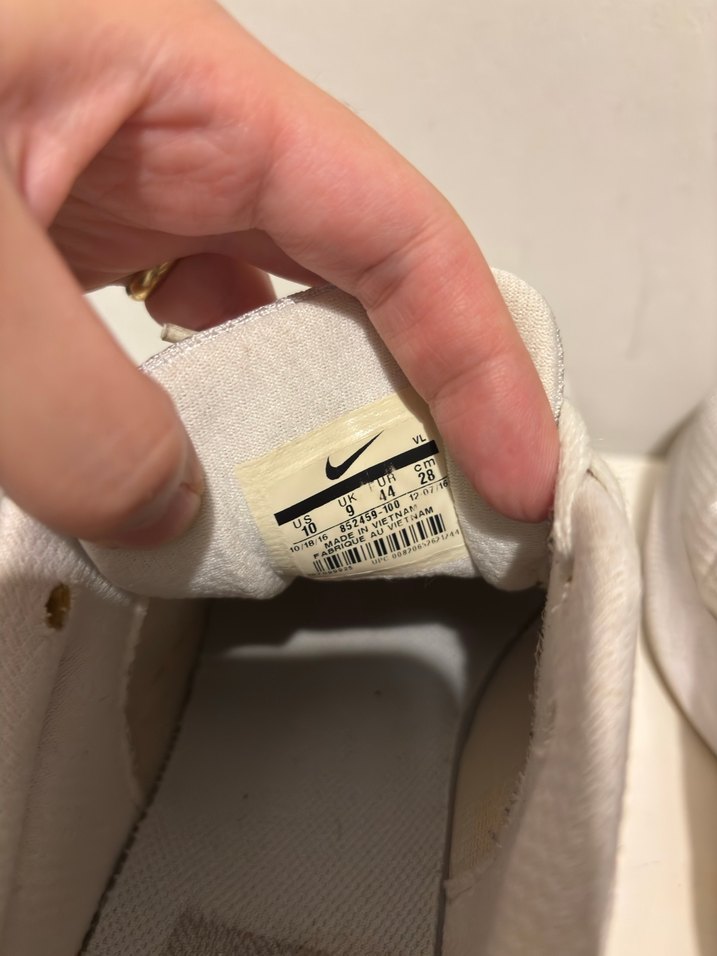 VL
US UK EUR cm
10 9 44 28
10/18/16 852459-100 12/07/16
MADE IN VIETNAM
FABRIQUE AU VIETNAM